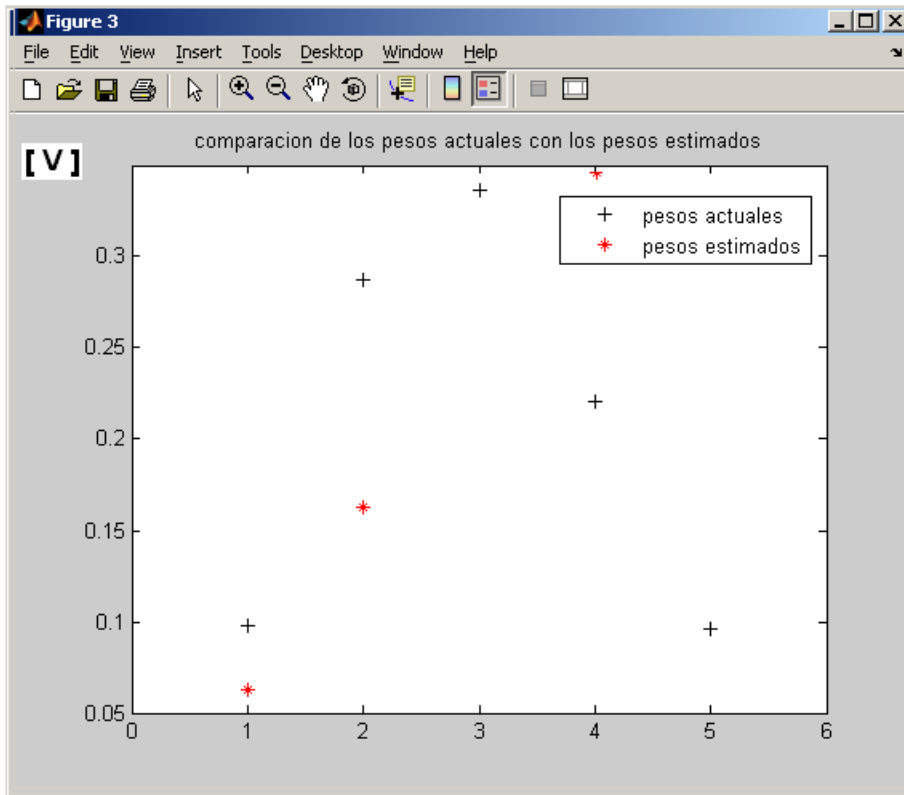 Figure 3
File Edit View Insert Tools Desktop Window Help
comparacion de los pesos actuales con los pesos estimados
[ V ]
pesos actuales
pesos estimados
0.3
0.25
0.2
0.15
0.1
0.05
0 1 2 3 4 5 6